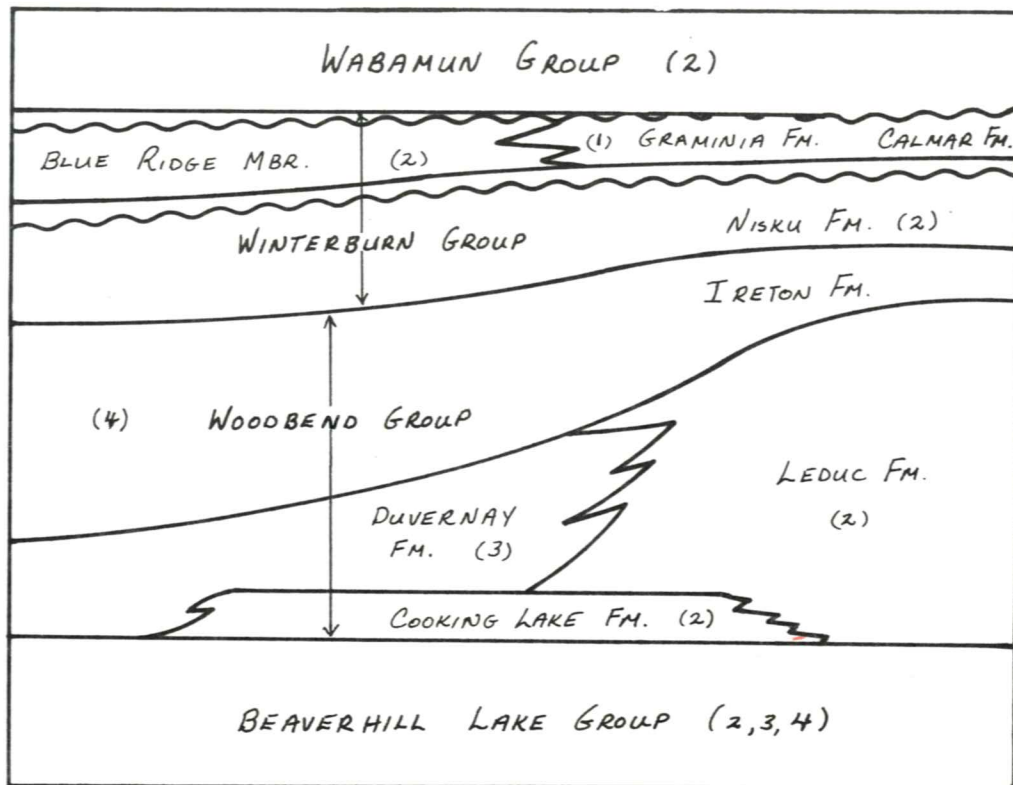 WABAMUN GROUP (2)
BLUE RIDGE MBR. (2) (1) GRAMINIA FM. CALMAR FM.
NISKU FM. (2)
WINTERBURN GROUP
IRETON FM.
(4) WOODBEND GROUP
LEDUC FM.
(2)
DUVERNAY
FM. (3)
COOKING LAKE FM. (2)
BEAVERHILL LAKE GROUP (2,3,4)